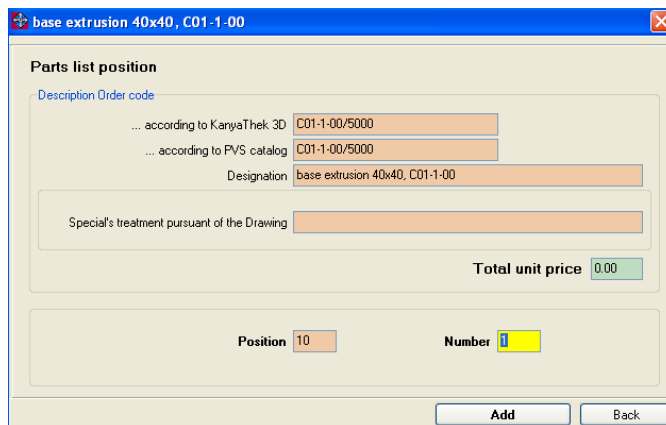 base extrusion 40x40, C01-1-00
Parts list position
Description Order code
... according to KanyaThek 3D C01-1-00/5000
... according to PVS catalog C01-1-00/5000
Designation base extrusion 40x40, C01-1-00
Special's treatment pursuant of the Drawing
Total unit price 0.00
Position 10 Number 1
Add Back